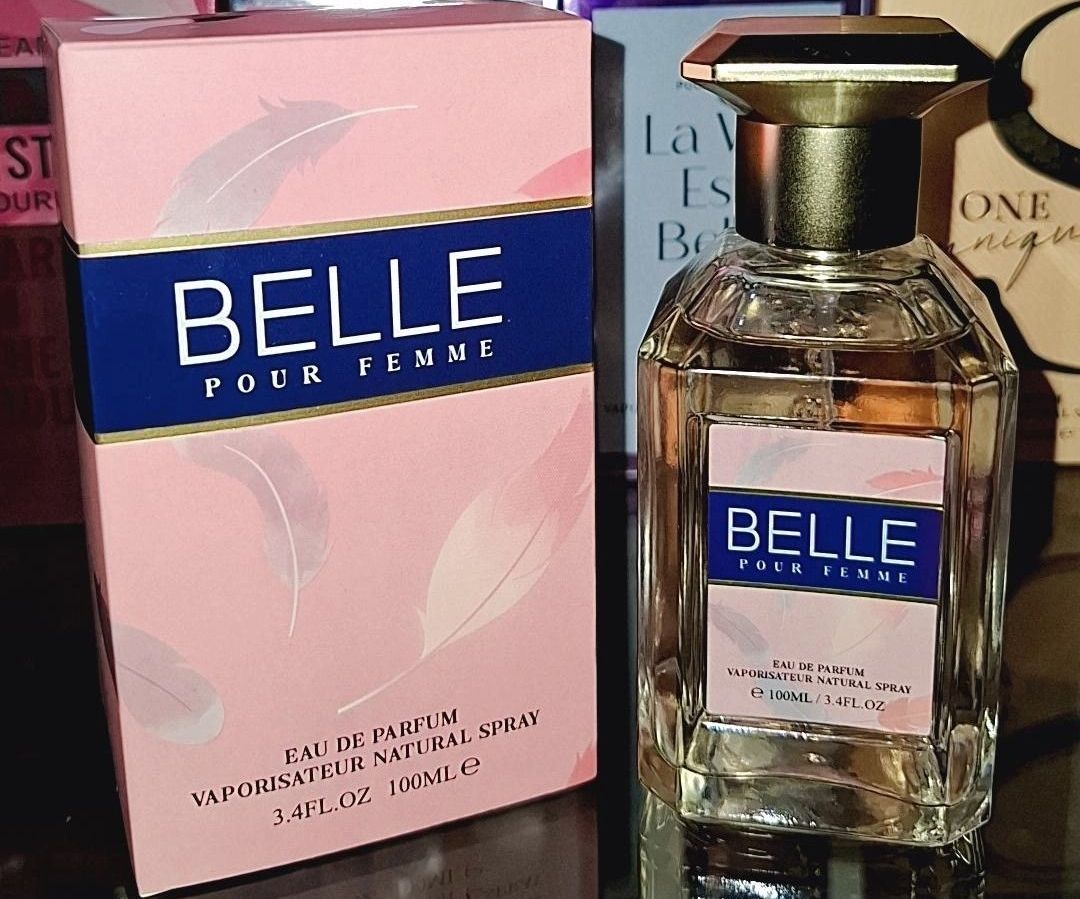 BELLE
POUR FEMME
EAU DE PARFUM
VAPORISATEUR NATURAL SPRAY
3.4FL.OZ 100ML℮
BELLE
POUR FEMME
EAU DE PARFUM
VAPORISATEUR NATURAL SPRAY
℮ 100ML / 3.4FL.OZ
La
Es
ONE
ST